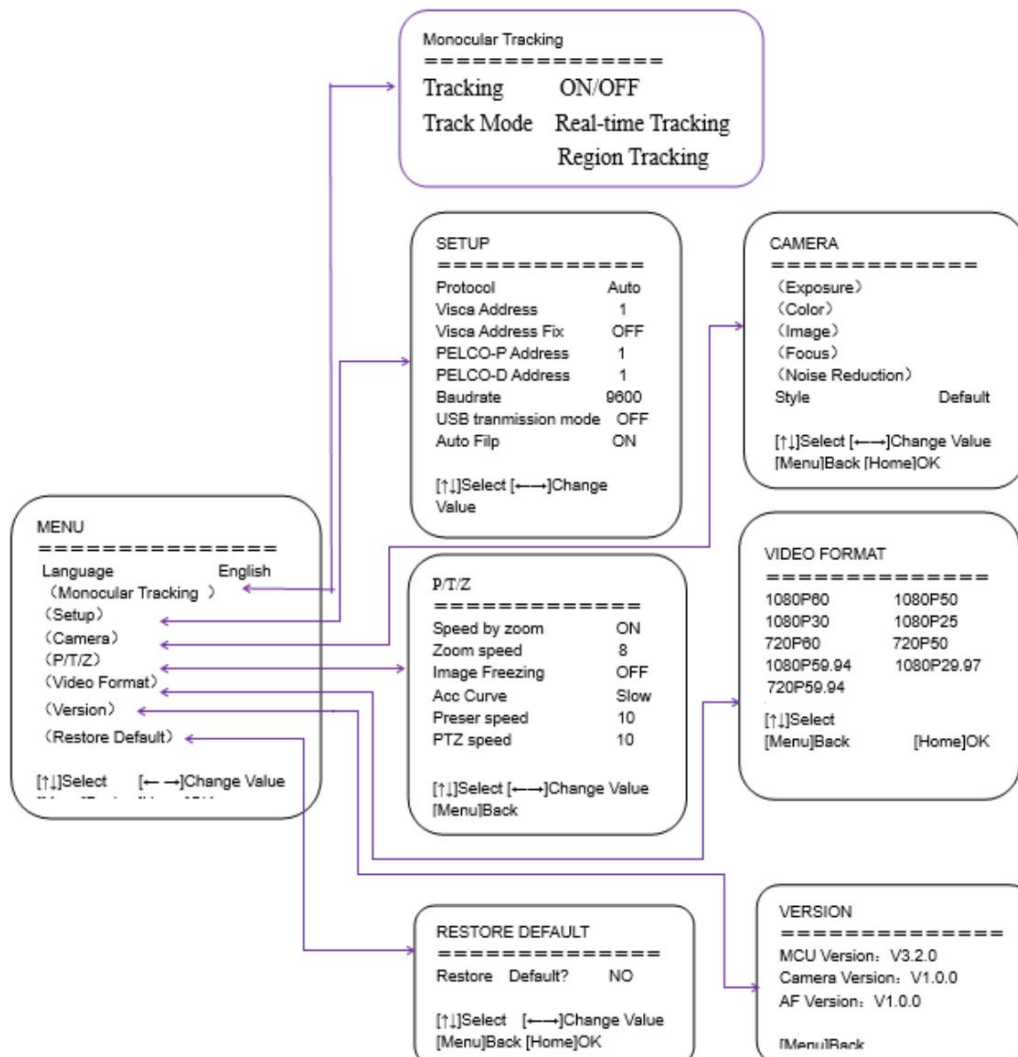 Monocular Tracking
===============
Tracking ON/OFF
Track Mode Real-time Tracking
Region Tracking
SETUP
=============
Protocol Auto
Visca Address 1
Visca Address Fix OFF
PELCO-P Address 1
PELCO-D Address 1
Baudrate 9600
USB tranmission mode OFF
Auto Filp ON
[↑↓]Select [←→]Change
Value
CAMERA
=============
(Exposure)
(Color)
(Image)
(Focus)
(Noise Reduction)
Style Default
[↑↓]Select [←→]Change Value
[Menu]Back [Home]OK
MENU
===============
Language English
(Monocular Tracking )
(Setup)
(Camera)
(P/T/Z)
(Video Format)
(Version)
(Restore Default)
[↑↓]Select [← →]Change Value
P/T/Z
=============
Speed by zoom ON
Zoom speed 8
Image Freezing OFF
Acc Curve Slow
Preser speed 10
PTZ speed 10
[↑↓]Select [←→]Change Value
[Menu]Back
VIDEO FORMAT
==============
1080P60 1080P50
1080P30 1080P25
720P60 720P50
1080P59.94 1080P29.97
720P59.94
[↑↓]Select
[Menu]Back [Home]OK
RESTORE DEFAULT
==============
Restore Default? NO
[↑↓]Select [←→]Change Value
[Menu]Back [Home]OK
VERSION
==============
MCU Version: V3.2.0
Camera Version: V1.0.0
AF Version: V1.0.0
[Menu]Back